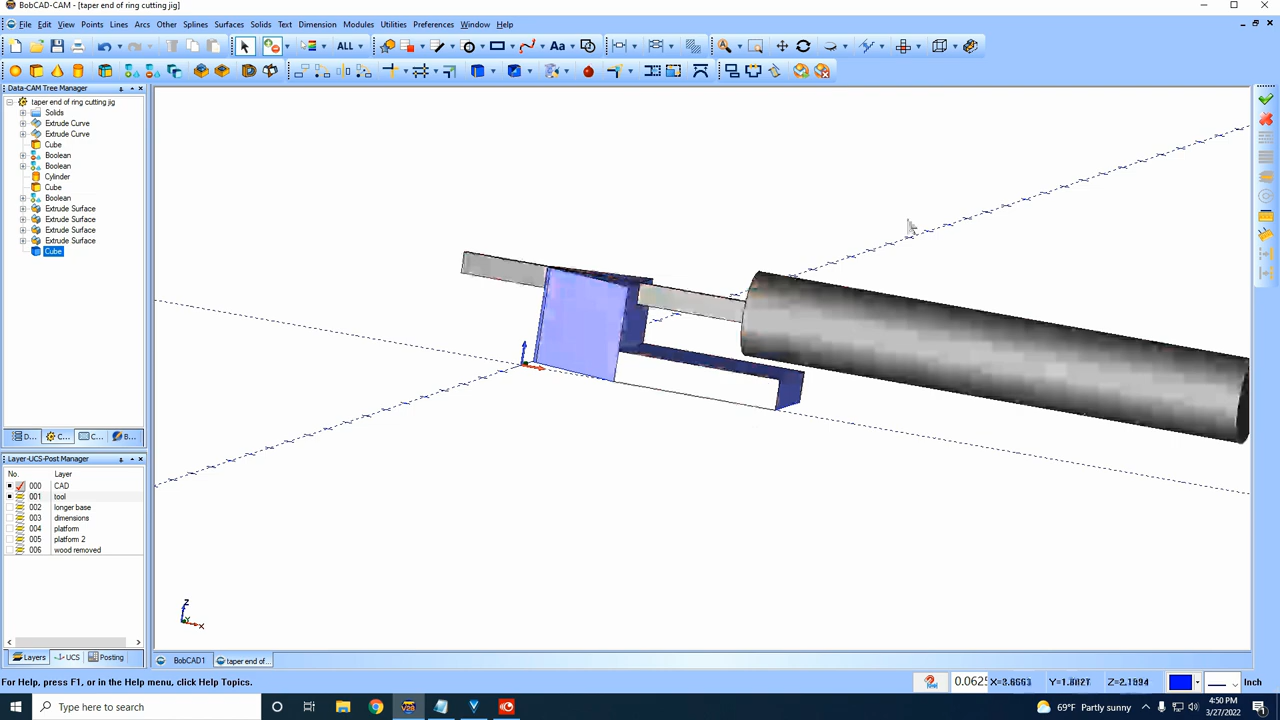 BobCAD-CAM - [taper end of ring cutting jig]
File Edit View Points Lines Arcs Other Splines Surfaces Solids Text Dimension Modules Utilities Preferences Window Help
ALL Aa
Data-CAM Tree Manager
taper end of ring cutting jig
Solids
Extrude Curve
Extrude Curve
Cube
Boolean
Boolean
Cylinder
Cube
Boolean
Extrude Surface
Extrude Surface
Extrude Surface
Extrude Surface
Cube
D... C... C... B...
Layer-UCS-Post Manager
No. Layer
000 CAD
001 tool
002 longer base
003 dimensions
004 platform
005 platform 2
006 wood removed
Z
Y
X
Layers UCS Posting
BobCAD1 taper end of...
For Help, press F1, or in the Help menu, click Help Topics.
Inch
Type here to search
V28
69°F Partly sunny
4:50 PM
3/27/2022